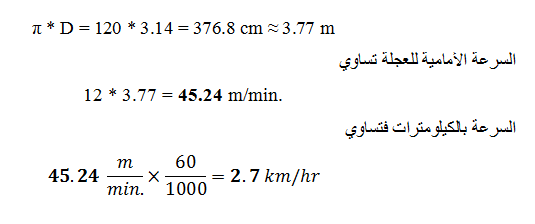 π * D = 120 * 3.14 = 376.8 cm ≈ 3.77 m
السرعة الأمامية للعجلة تساوي
12 * 3.77 = 45.24 m/min.
السرعة بالكيلومترات فتساوي
45.24 m/min. × 60/1000 = 2.7 km/hr